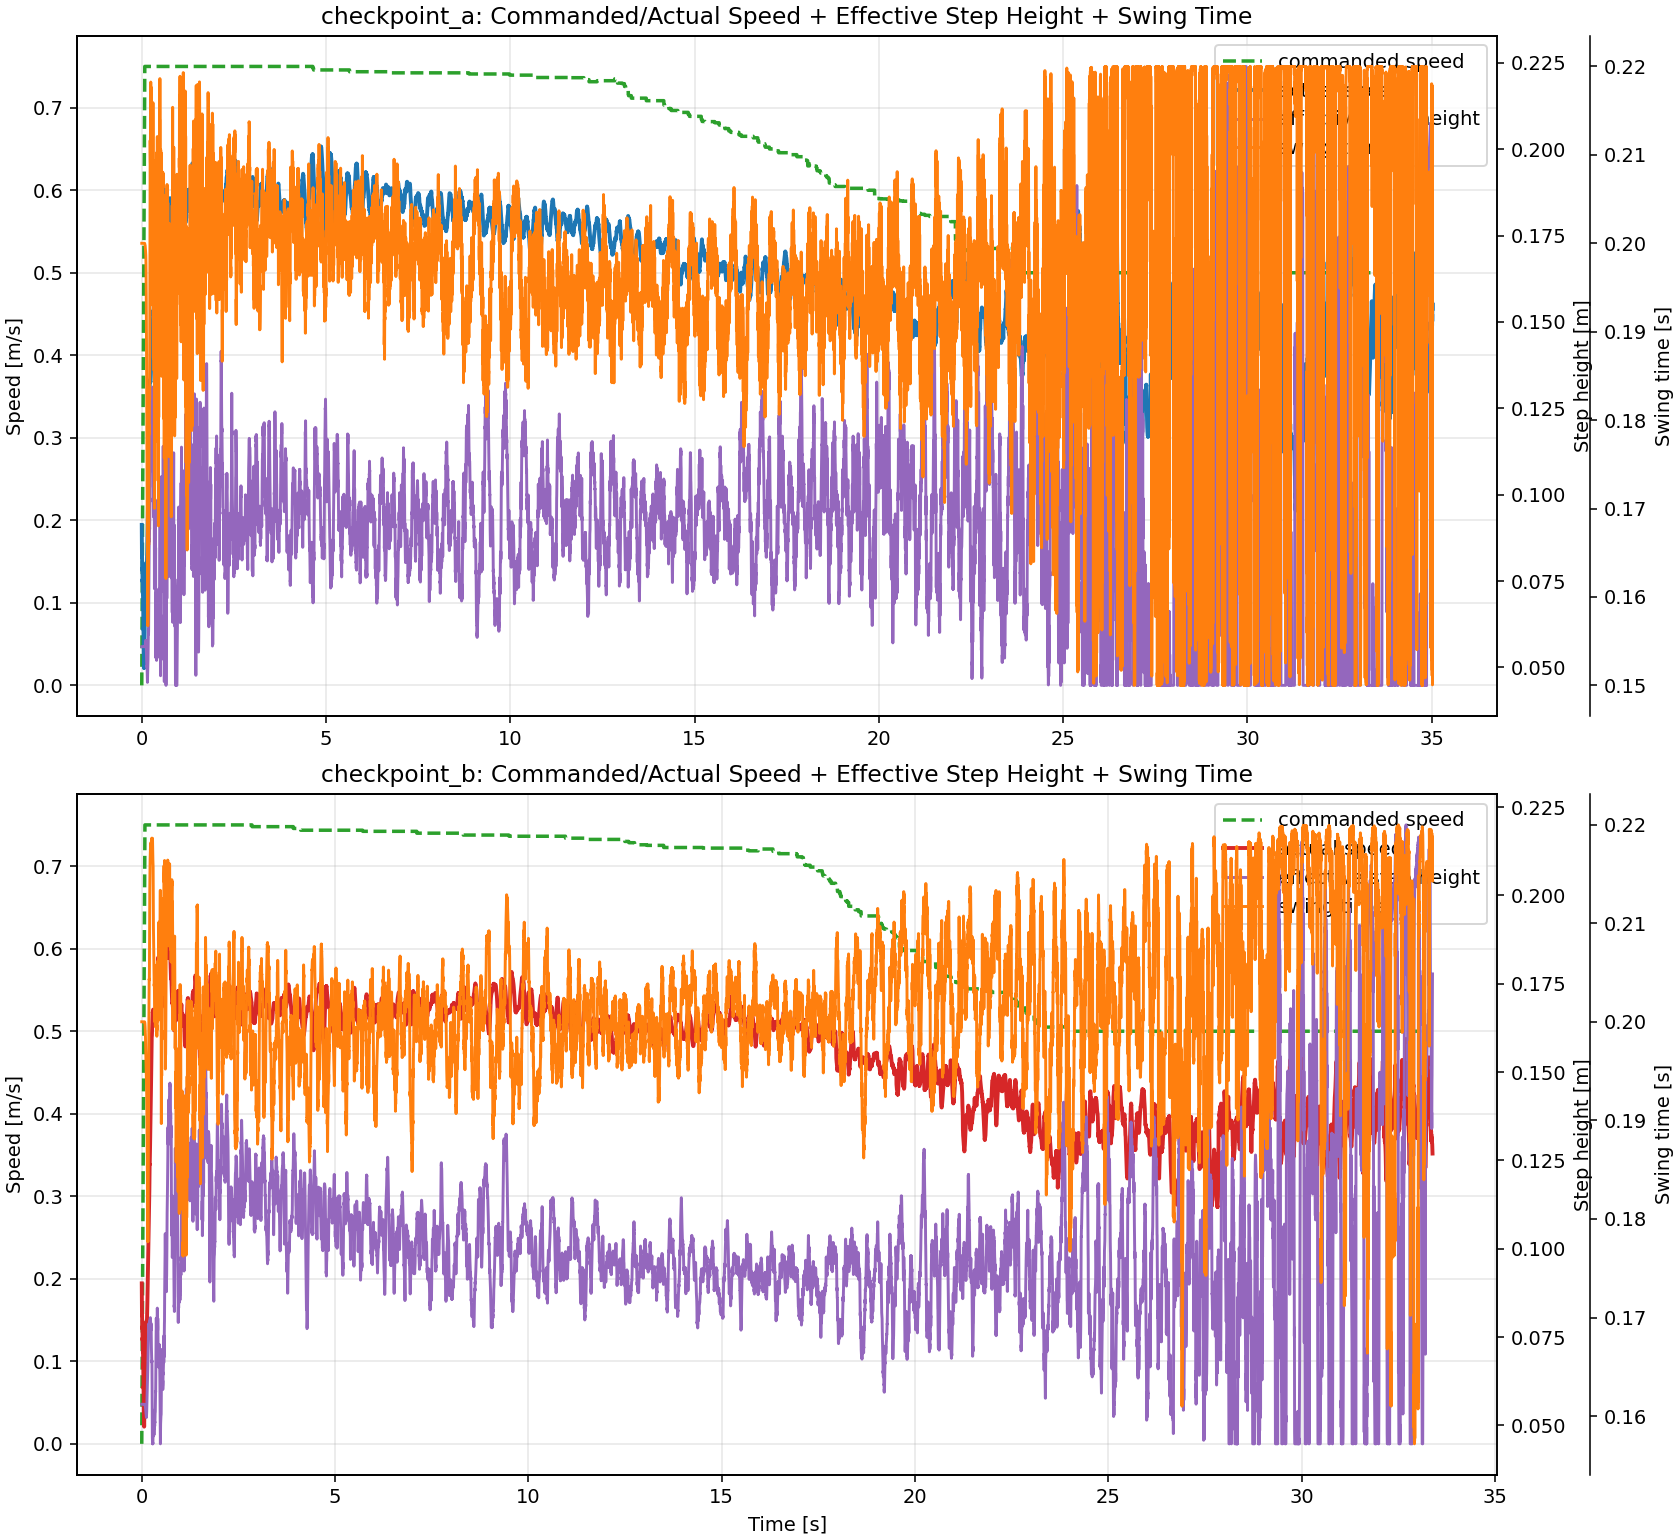 checkpoint_a: Commanded/Actual Speed + Effective Step Height + Swing Time
commanded speed
height
Speed [m/s]
0.7
0.6
0.5
0.4
0.3
0.2
0.1
0.0
0.225
0.200
0.175
0.150
0.125
0.100
0.075
0.050
Step height [m]
0.22
0.21
0.20
0.19
0.18
0.17
0.16
0.15
Swing time [s]
0 5 10 15 20 25 30 35
checkpoint_b: Commanded/Actual Speed + Effective Step Height + Swing Time
commanded speed
speed
height
Speed [m/s]
0.7
0.6
0.5
0.4
0.3
0.2
0.1
0.0
0.225
0.200
0.175
0.150
0.125
0.100
0.075
0.050
Step height [m]
0.22
0.21
0.20
0.19
0.18
0.17
0.16
Swing time [s]
0 5 10 15 20 25 30 35
Time [s]